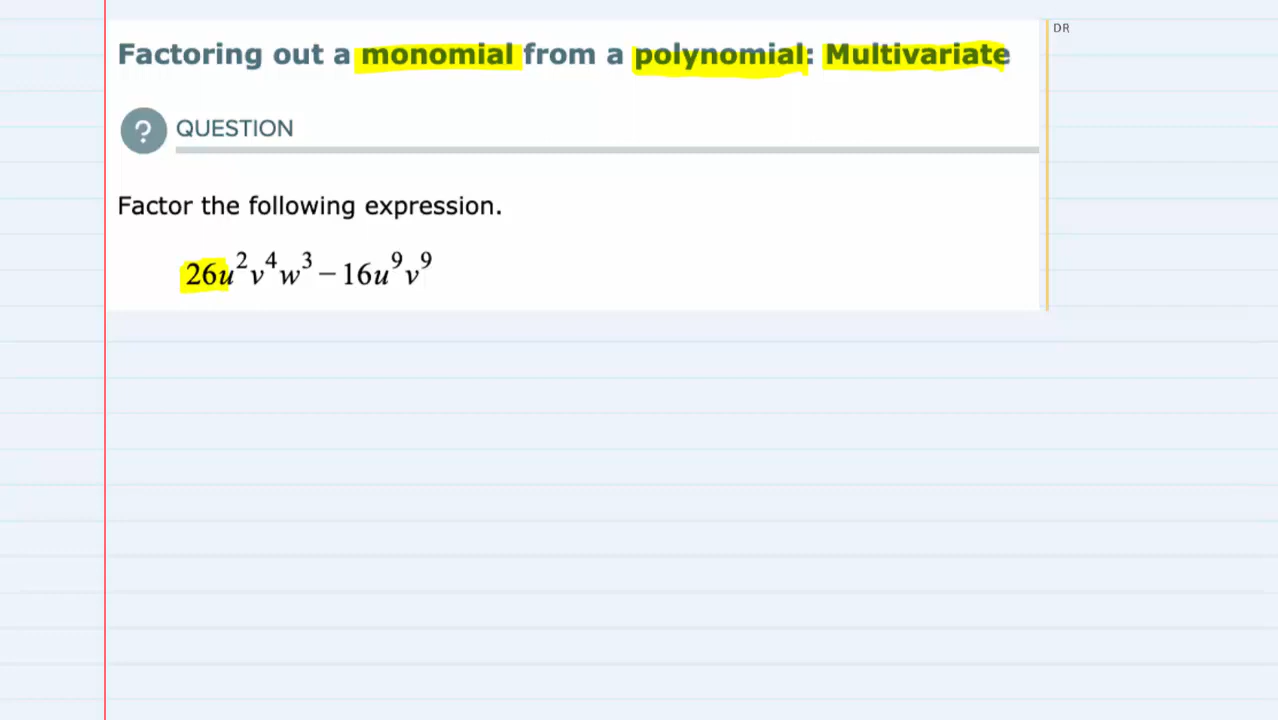 Factoring out a monomial from a polynomial: Multivariate
DR
? QUESTION
Factor the following expression.
26u²v⁴w³ – 16u⁹v⁹